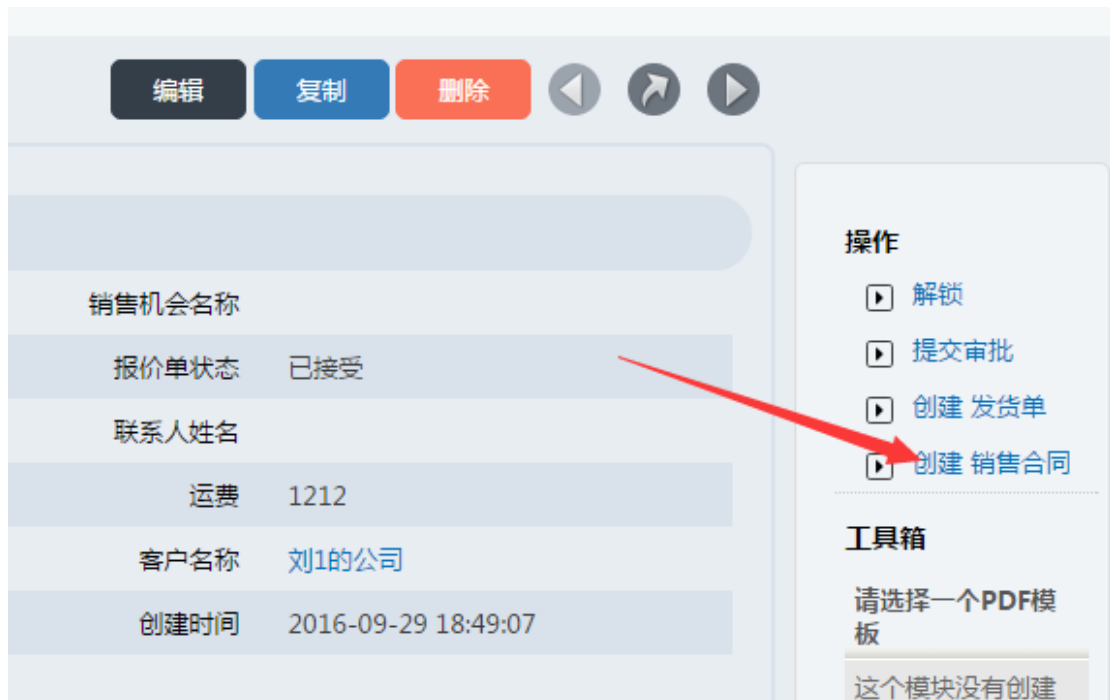 编辑 复制 删除
销售机会名称
报价单状态 已接受
联系人姓名
运费 1212
客户名称 刘1的公司
创建时间 2016-09-29 18:49:07
操作
解锁
提交审批
创建 发货单
创建 销售合同
工具箱
请选择一个PDF模
板
这个模块没有创建